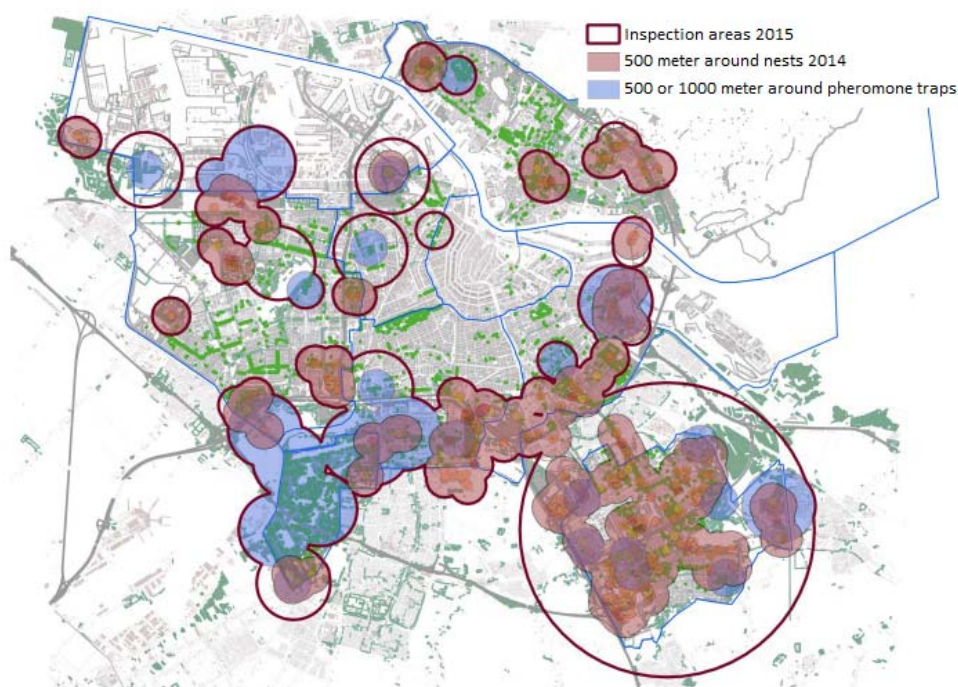 Inspection areas 2015
500 meter around nests 2014
500 or 1000 meter around pheromone traps